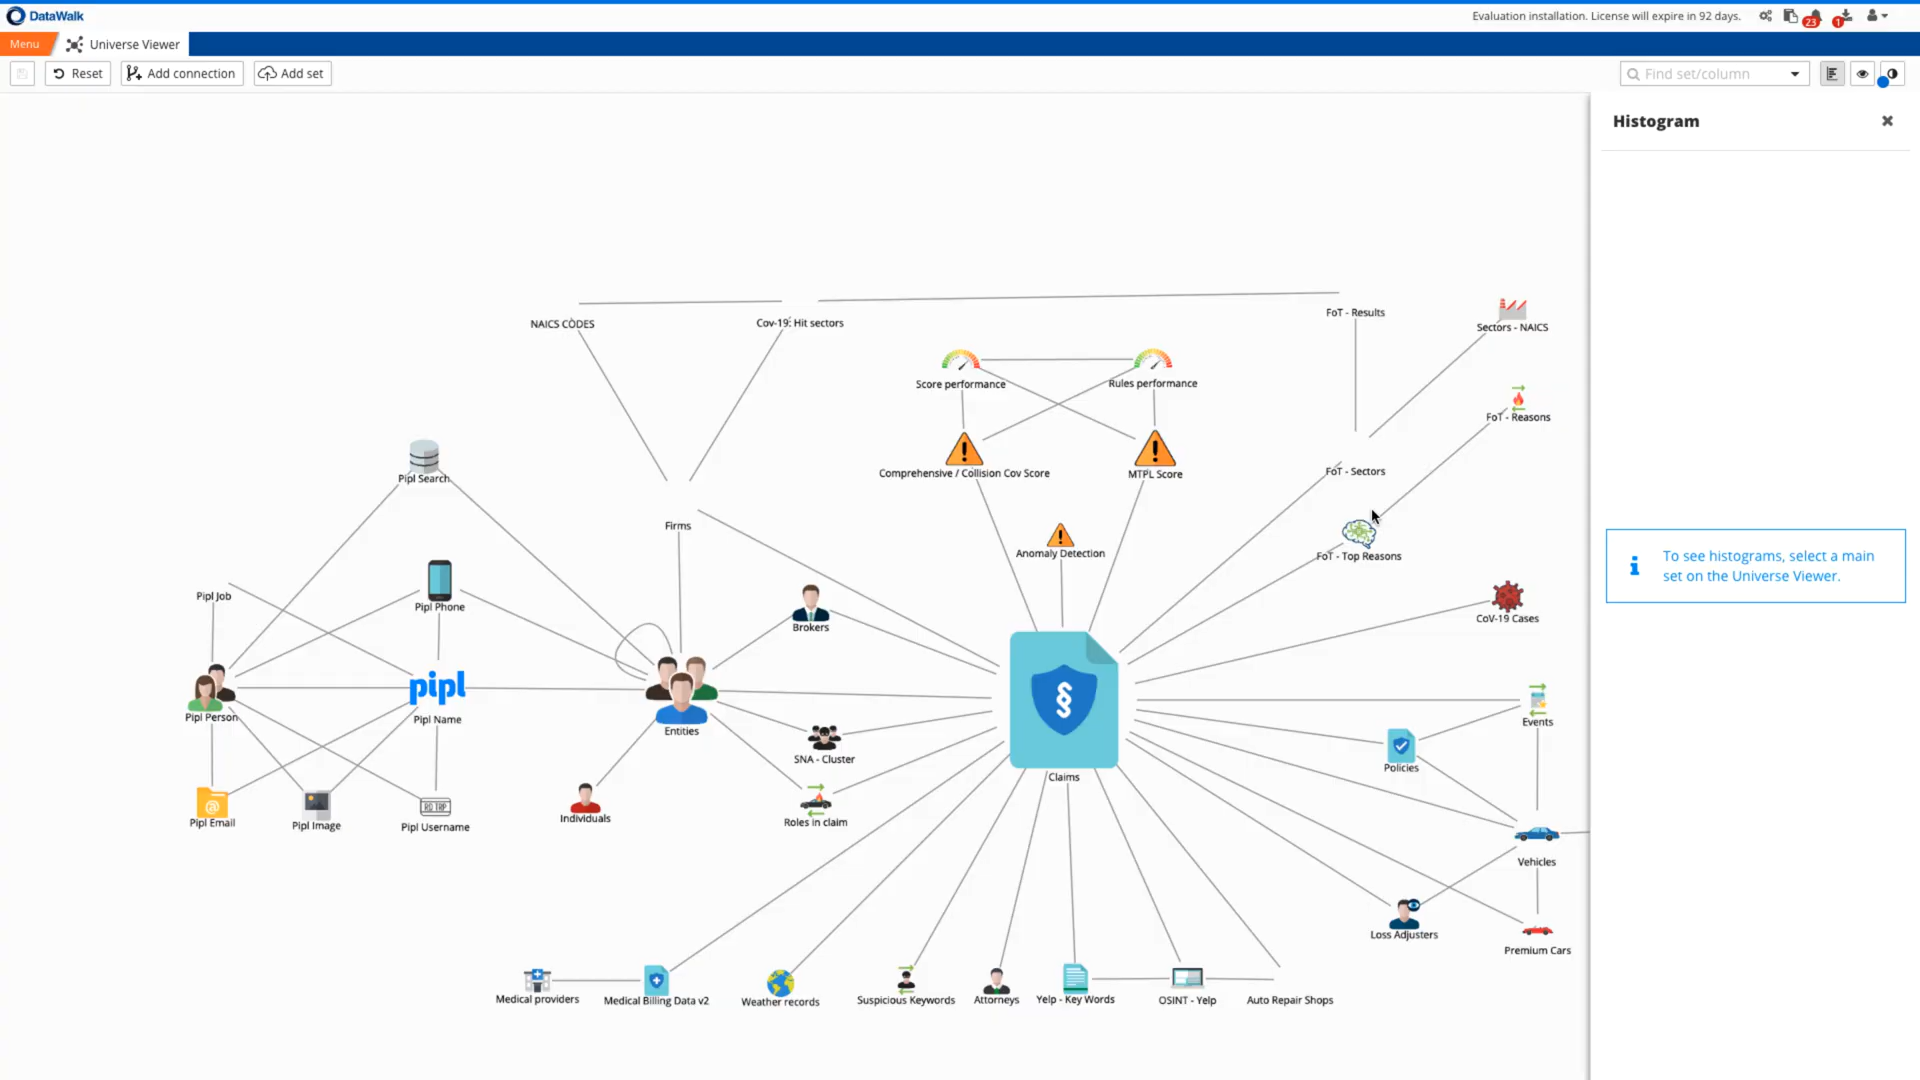 DataWalk
Evaluation installation. License will expire in 92 days.
23
1
Menu
Universe Viewer
Reset
Add connection
Add set
Find set/column
Histogram
To see histograms, select a main
set on the Universe Viewer.
NAICS CODES
Cov-19: Hit sectors
FoT - Results
Sectors - NAICS
Score performance
Rules performance
FoT - Reasons
Pipl Search
Comprehensive / Collision Cov Score
MTPL Score
FoT - Sectors
Firms
Anomaly Detection
FoT - Top Reasons
Pipl Job
Pipl Phone
Brokers
CoV-19 Cases
pipl
Pipl Person
Pipl Name
Entities
§
Events
SNA - Cluster
Policies
Claims
@
RD TRP
Pipl Email
Pipl Image
Pipl Username
Individuals
Roles in claim
Vehicles
Loss Adjusters
Premium Cars
Medical providers
Medical Billing Data v2
Weather records
Suspicious Keywords
Attorneys
Yelp - Key Words
OSINT - Yelp
Auto Repair Shops